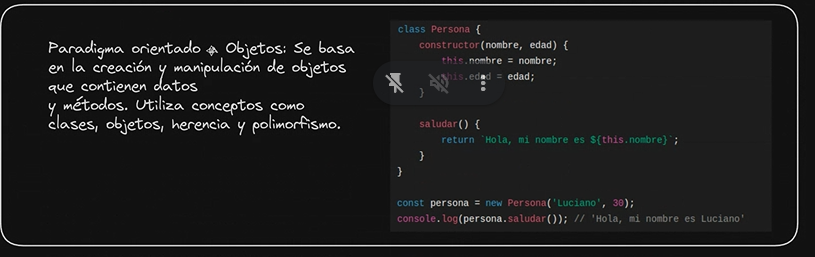 Paradigma orientado a Objetos: Se basa
en la creación y manipulación de objetos
que contienen datos
y métodos. Utiliza conceptos como
clases, objetos, herencia y polimorfismo.
class Persona {
constructor(nombre, edad) {
this.nombre = nombre;
this.edad = edad;
}
saludar() {
return `Hola, mi nombre es ${this.nombre}`;
}
}
const persona = new Persona('Luciano', 30);
console.log(persona.saludar()); // 'Hola, mi nombre es Luciano'